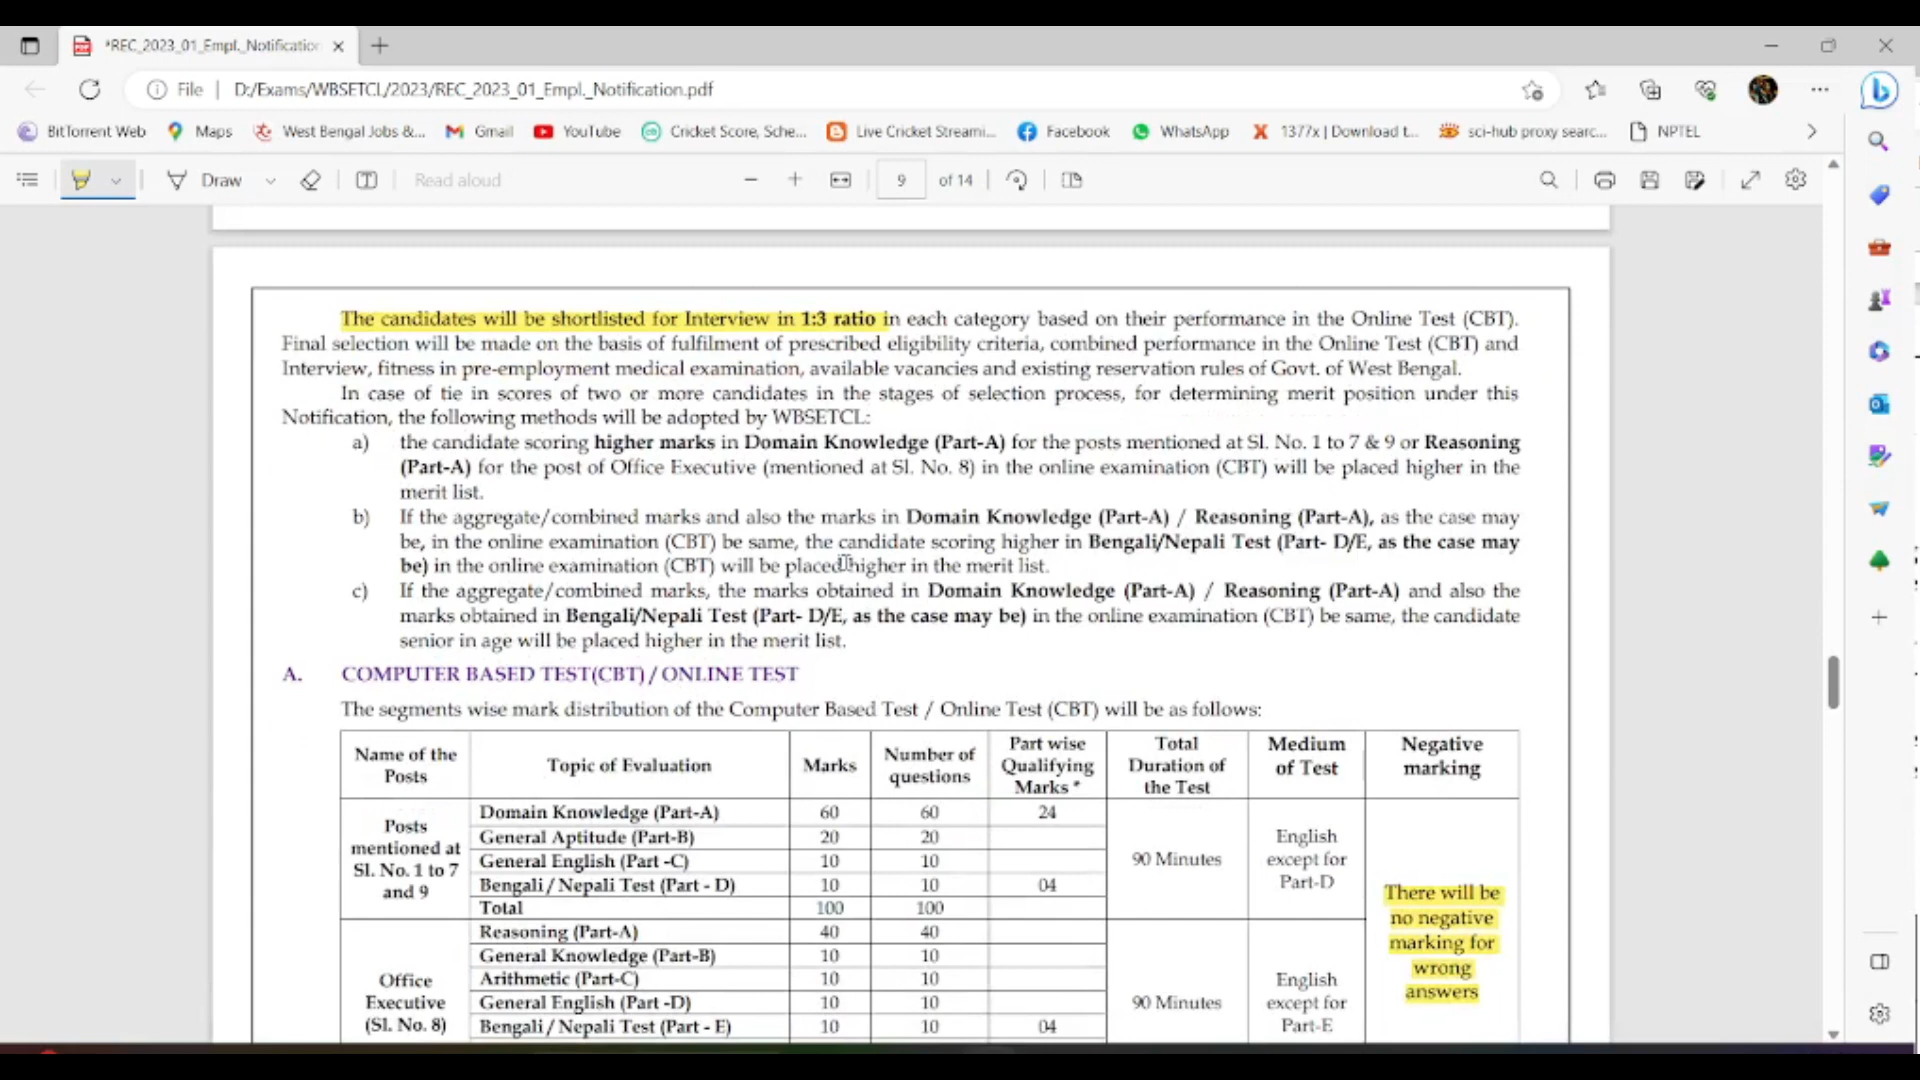 *REC_2023_01_Empl._Notificatio
File
D:/Exams/WBSETCL/2023/REC_2023_01_Empl._Notification.pdf
BitTorrent Web
Maps
West Bengal Jobs &...
Gmail
YouTube
Cricket Score, Sche...
Live Cricket Streami...
Facebook
WhatsApp
1377x | Download t...
sci-hub proxy searc...
NPTEL
Draw
Read aloud
9 of 14
The candidates will be shortlisted for Interview in 1:3 ratio in each category based on their performance in the Online Test (CBT).
Final selection will be made on the basis of fulfilment of prescribed eligibility criteria, combined performance in the Online Test (CBT) and
Interview, fitness in pre-employment medical examination, available vacancies and existing reservation rules of Govt. of West Bengal.
In case of tie in scores of two or more candidates in the stages of selection process, for determining merit position under this
Notification, the following methods will be adopted by WBSETCL:
a) the candidate scoring higher marks in Domain Knowledge (Part-A) for the posts mentioned at Sl. No. 1 to 7 & 9 or Reasoning
(Part-A) for the post of Office Executive (mentioned at Sl. No. 8) in the online examination (CBT) will be placed higher in the
merit list.
b) If the aggregate/combined marks and also the marks in Domain Knowledge (Part-A) / Reasoning (Part-A), as the case may
be, in the online examination (CBT) be same, the candidate scoring higher in Bengali/Nepali Test (Part- D/E, as the case may
be) in the online examination (CBT) will be placed higher in the merit list.
c) If the aggregate/combined marks, the marks obtained in Domain Knowledge (Part-A) / Reasoning (Part-A) and also the
marks obtained in Bengali/Nepali Test (Part- D/E, as the case may be) in the online examination (CBT) be same, the candidate
senior in age will be placed higher in the merit list.
A. COMPUTER BASED TEST(CBT) / ONLINE TEST
The segments wise mark distribution of the Computer Based Test / Online Test (CBT) will be as follows:
Name of the Posts
Topic of Evaluation
Marks
Number of questions
Part wise Qualifying Marks *
Total Duration of the Test
Medium of Test
Negative marking
Posts mentioned at Sl. No. 1 to 7 and 9
Domain Knowledge (Part-A) 60 60 24
General Aptitude (Part-B) 20 20
General English (Part -C) 10 10
Bengali / Nepali Test (Part - D) 10 10 04
Total 100 100
90 Minutes
English except for Part-D
There will be no negative marking for wrong answers
Office Executive (Sl. No. 8)
Reasoning (Part-A) 40 40
General Knowledge (Part-B) 10 10
Arithmetic (Part-C) 10 10
General English (Part -D) 10 10
Bengali / Nepali Test (Part - E) 10 10 04
90 Minutes
English except for Part-E